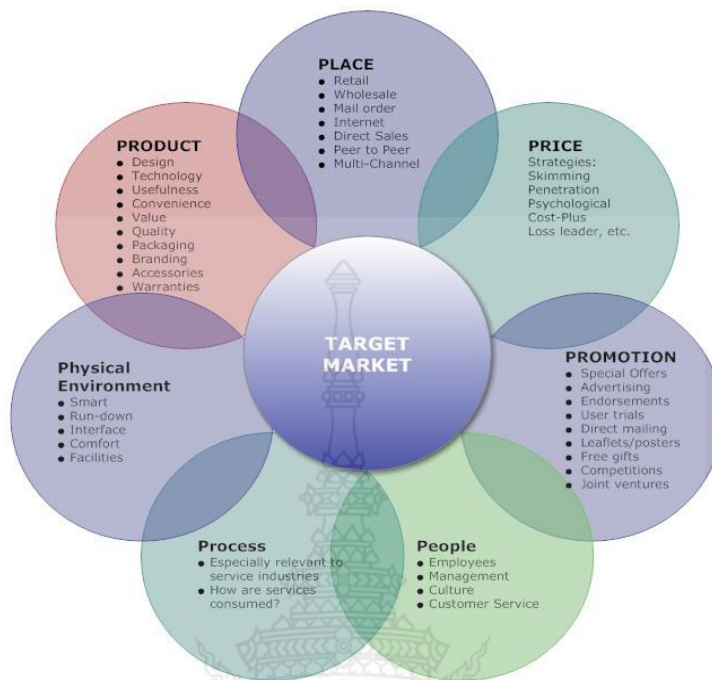 PLACE
● Retail
● Wholesale
● Mail order
● Internet
● Direct Sales
● Peer to Peer
● Multi-Channel
PRODUCT
● Design
● Technology
● Usefulness
● Convenience
● Value
● Quality
● Packaging
● Branding
● Accessories
● Warranties
PRICE
Strategies:
Skimming
Penetration
Psychological
Cost-Plus
Loss leader, etc.
TARGET
MARKET
Physical
Environment
● Smart
● Run-down
● Interface
● Comfort
● Facilities
PROMOTION
● Special Offers
● Advertising
● Endorsements
● User trials
● Direct mailing
● Leaflets/posters
● Free gifts
● Competitions
● Joint ventures
Process
● Especially relevant to
service industries
● How are services
consumed?
People
● Employees
● Management
● Culture
● Customer Service